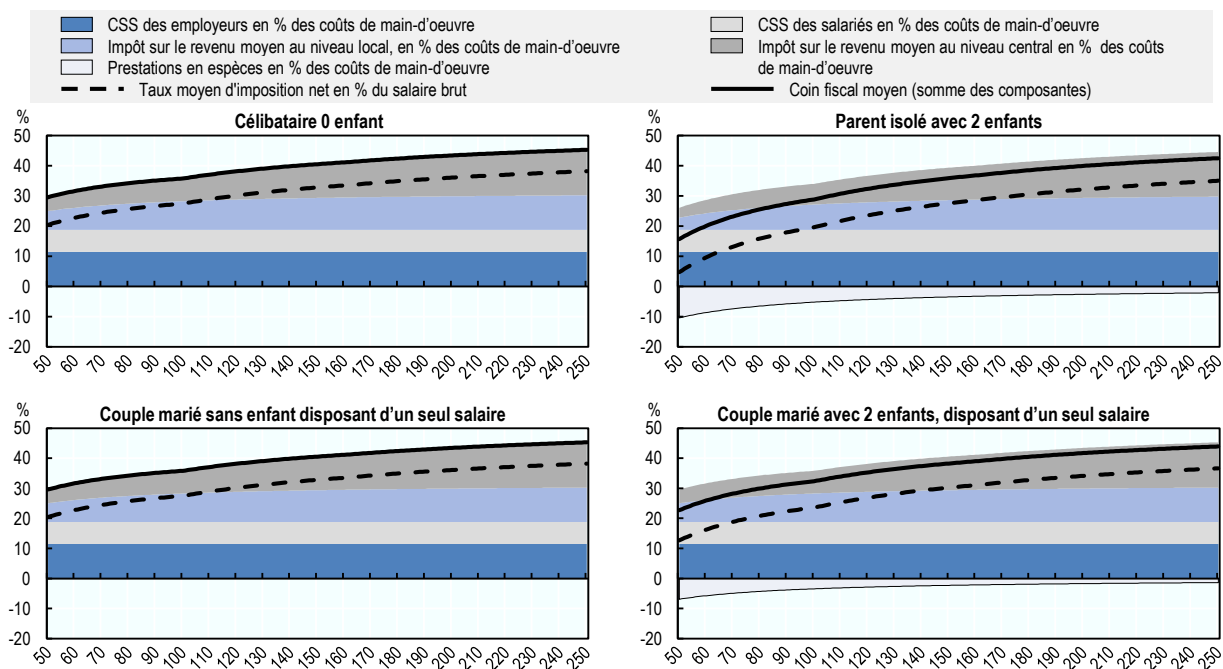 CSS des employeurs en % des coûts de main-d'oeuvre
CSS des salariés en % des coûts de main-d'oeuvre
Impôt sur le revenu moyen au niveau local, en % des coûts de main-d'oeuvre
Impôt sur le revenu moyen au niveau central en % des coûts
de main-d'oeuvre
Prestations en espèces en % des coûts de main-d'oeuvre
Taux moyen d'imposition net en % du salaire brut
Coin fiscal moyen (somme des composantes)
%
Célibataire 0 enfant
50
40
30
20
10
0
-10
-20
50 60 70 80 90 100 110 120 130 140 150 160 170 180 190 200 210 220 230 240 250
%
Parent isolé avec 2 enfants
50
40
30
20
10
0
-10
-20
50 60 70 80 90 100 110 120 130 140 150 160 170 180 190 200 210 220 230 240 250
%
Couple marié sans enfant disposant d'un seul salaire
50
40
30
20
10
0
-10
-20
50 60 70 80 90 100 110 120 130 140 150 160 170 180 190 200 210 220 230 240 250
%
Couple marié avec 2 enfants, disposant d'un seul salaire
50
40
30
20
10
0
-10
-20
50 60 70 80 90 100 110 120 130 140 150 160 170 180 190 200 210 220 230 240 250